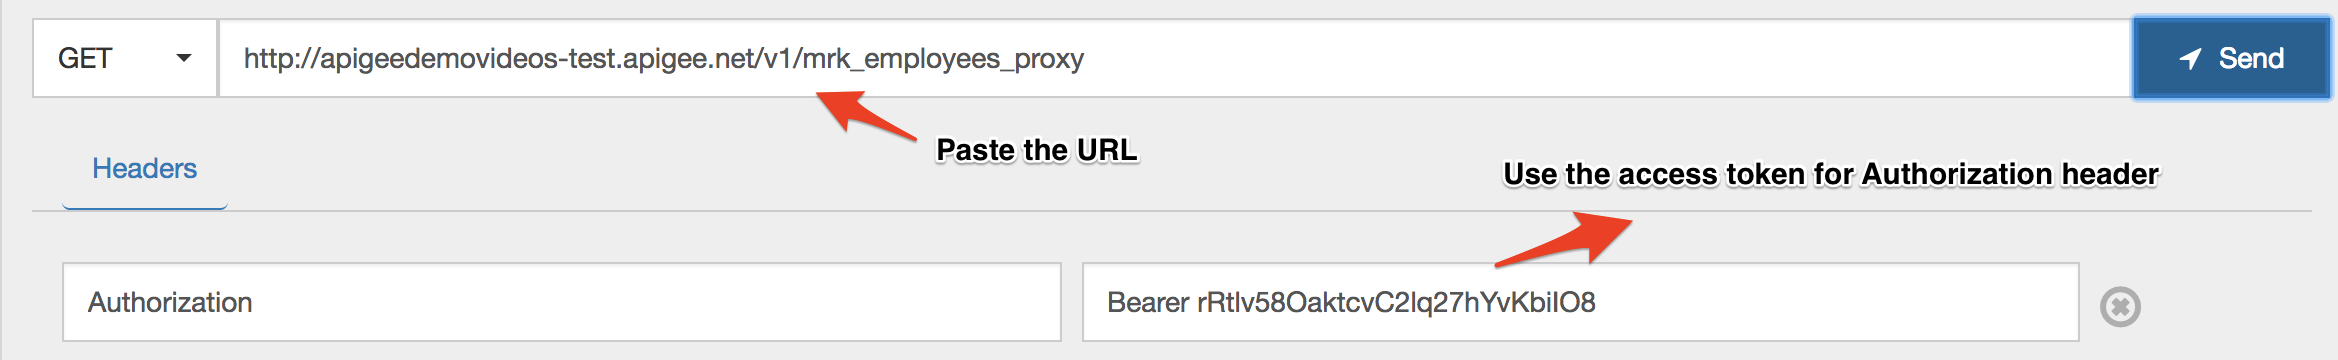 GET
http://apigeedemovideos-test.apigee.net/v1/mrk_employees_proxy
Send
Paste the URL
Headers
Use the access token for Authorization header
Authorization
Bearer rRtlv58OaktcvC2lq27hYvKbilO8